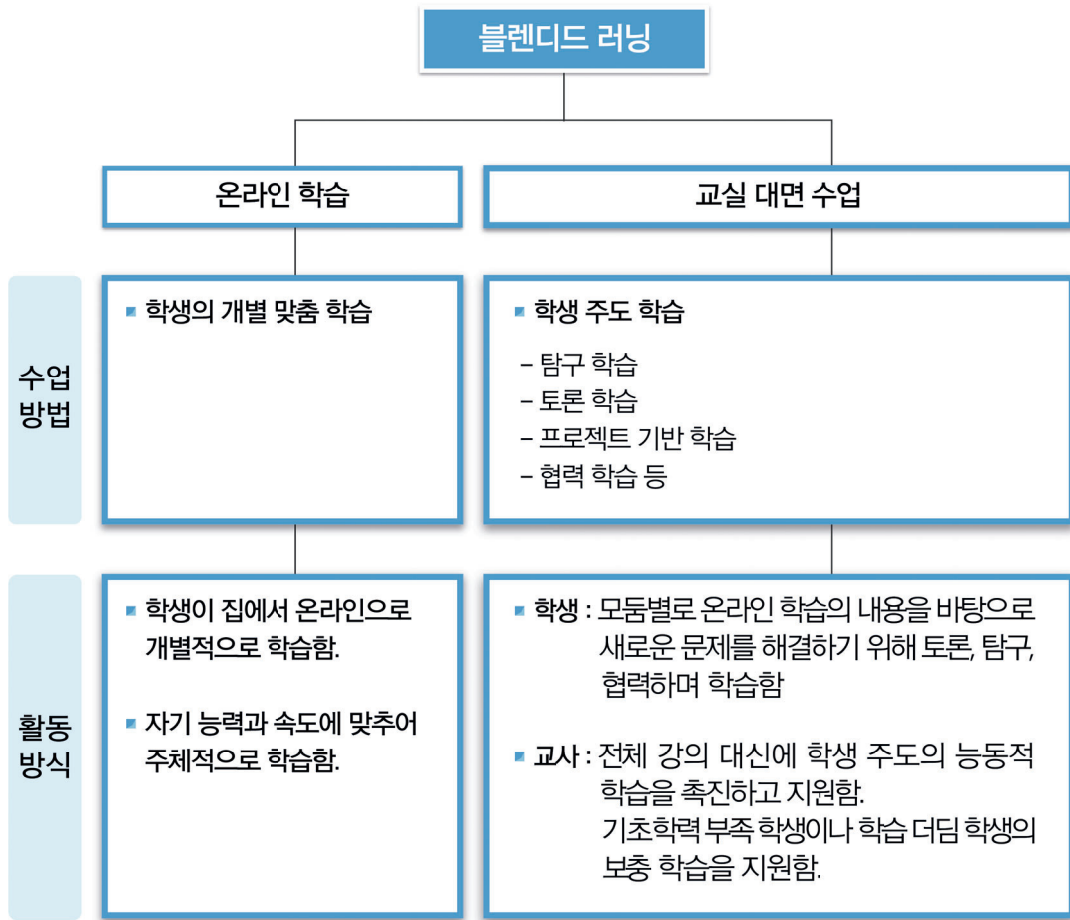 블렌디드 러닝
온라인 학습
교실 대면 수업
수업
방법
▪ 학생의 개별 맞춤 학습
▪ 학생 주도 학습
– 탐구 학습
– 토론 학습
– 프로젝트 기반 학습
– 협력 학습 등
활동
방식
▪ 학생이 집에서 온라인으로
개별적으로 학습함.
▪ 자기 능력과 속도에 맞추어
주체적으로 학습함.
▪ 학생 : 모둠별로 온라인 학습의 내용을 바탕으로
새로운 문제를 해결하기 위해 토론, 탐구,
협력하며 학습함
▪ 교사 : 전체 강의 대신에 학생 주도의 능동적
학습을 촉진하고 지원함.
기초학력 부족 학생이나 학습 더딤 학생의
보충 학습을 지원함.